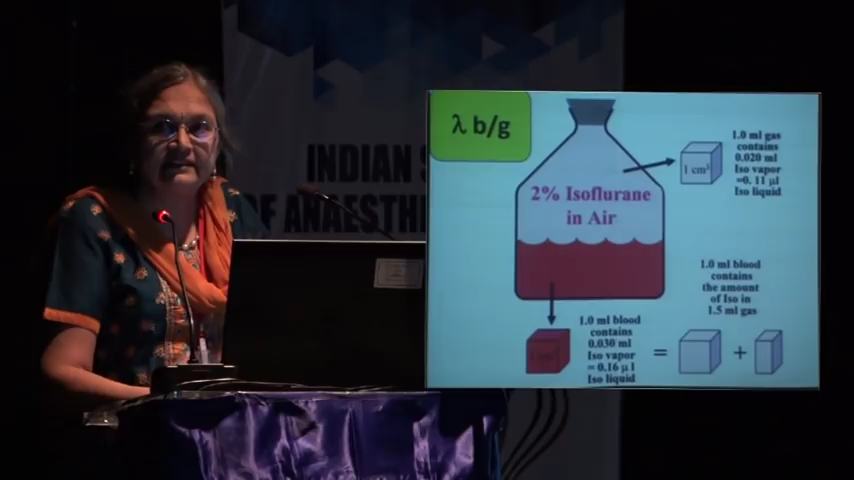 INDIAN S
OF ANAESTH
λ b/g
2% Isoflurane
in Air
1 cm³
1.0 ml gas
contains
0.020 ml
Iso vapor
=0. 11 µl
Iso liquid
1.0 ml blood
contains
0.030 ml
Iso vapor
= 0.16 µ l
Iso liquid
=
+
1.0 ml blood
contains
the amount
of Iso in
1.5 ml gas